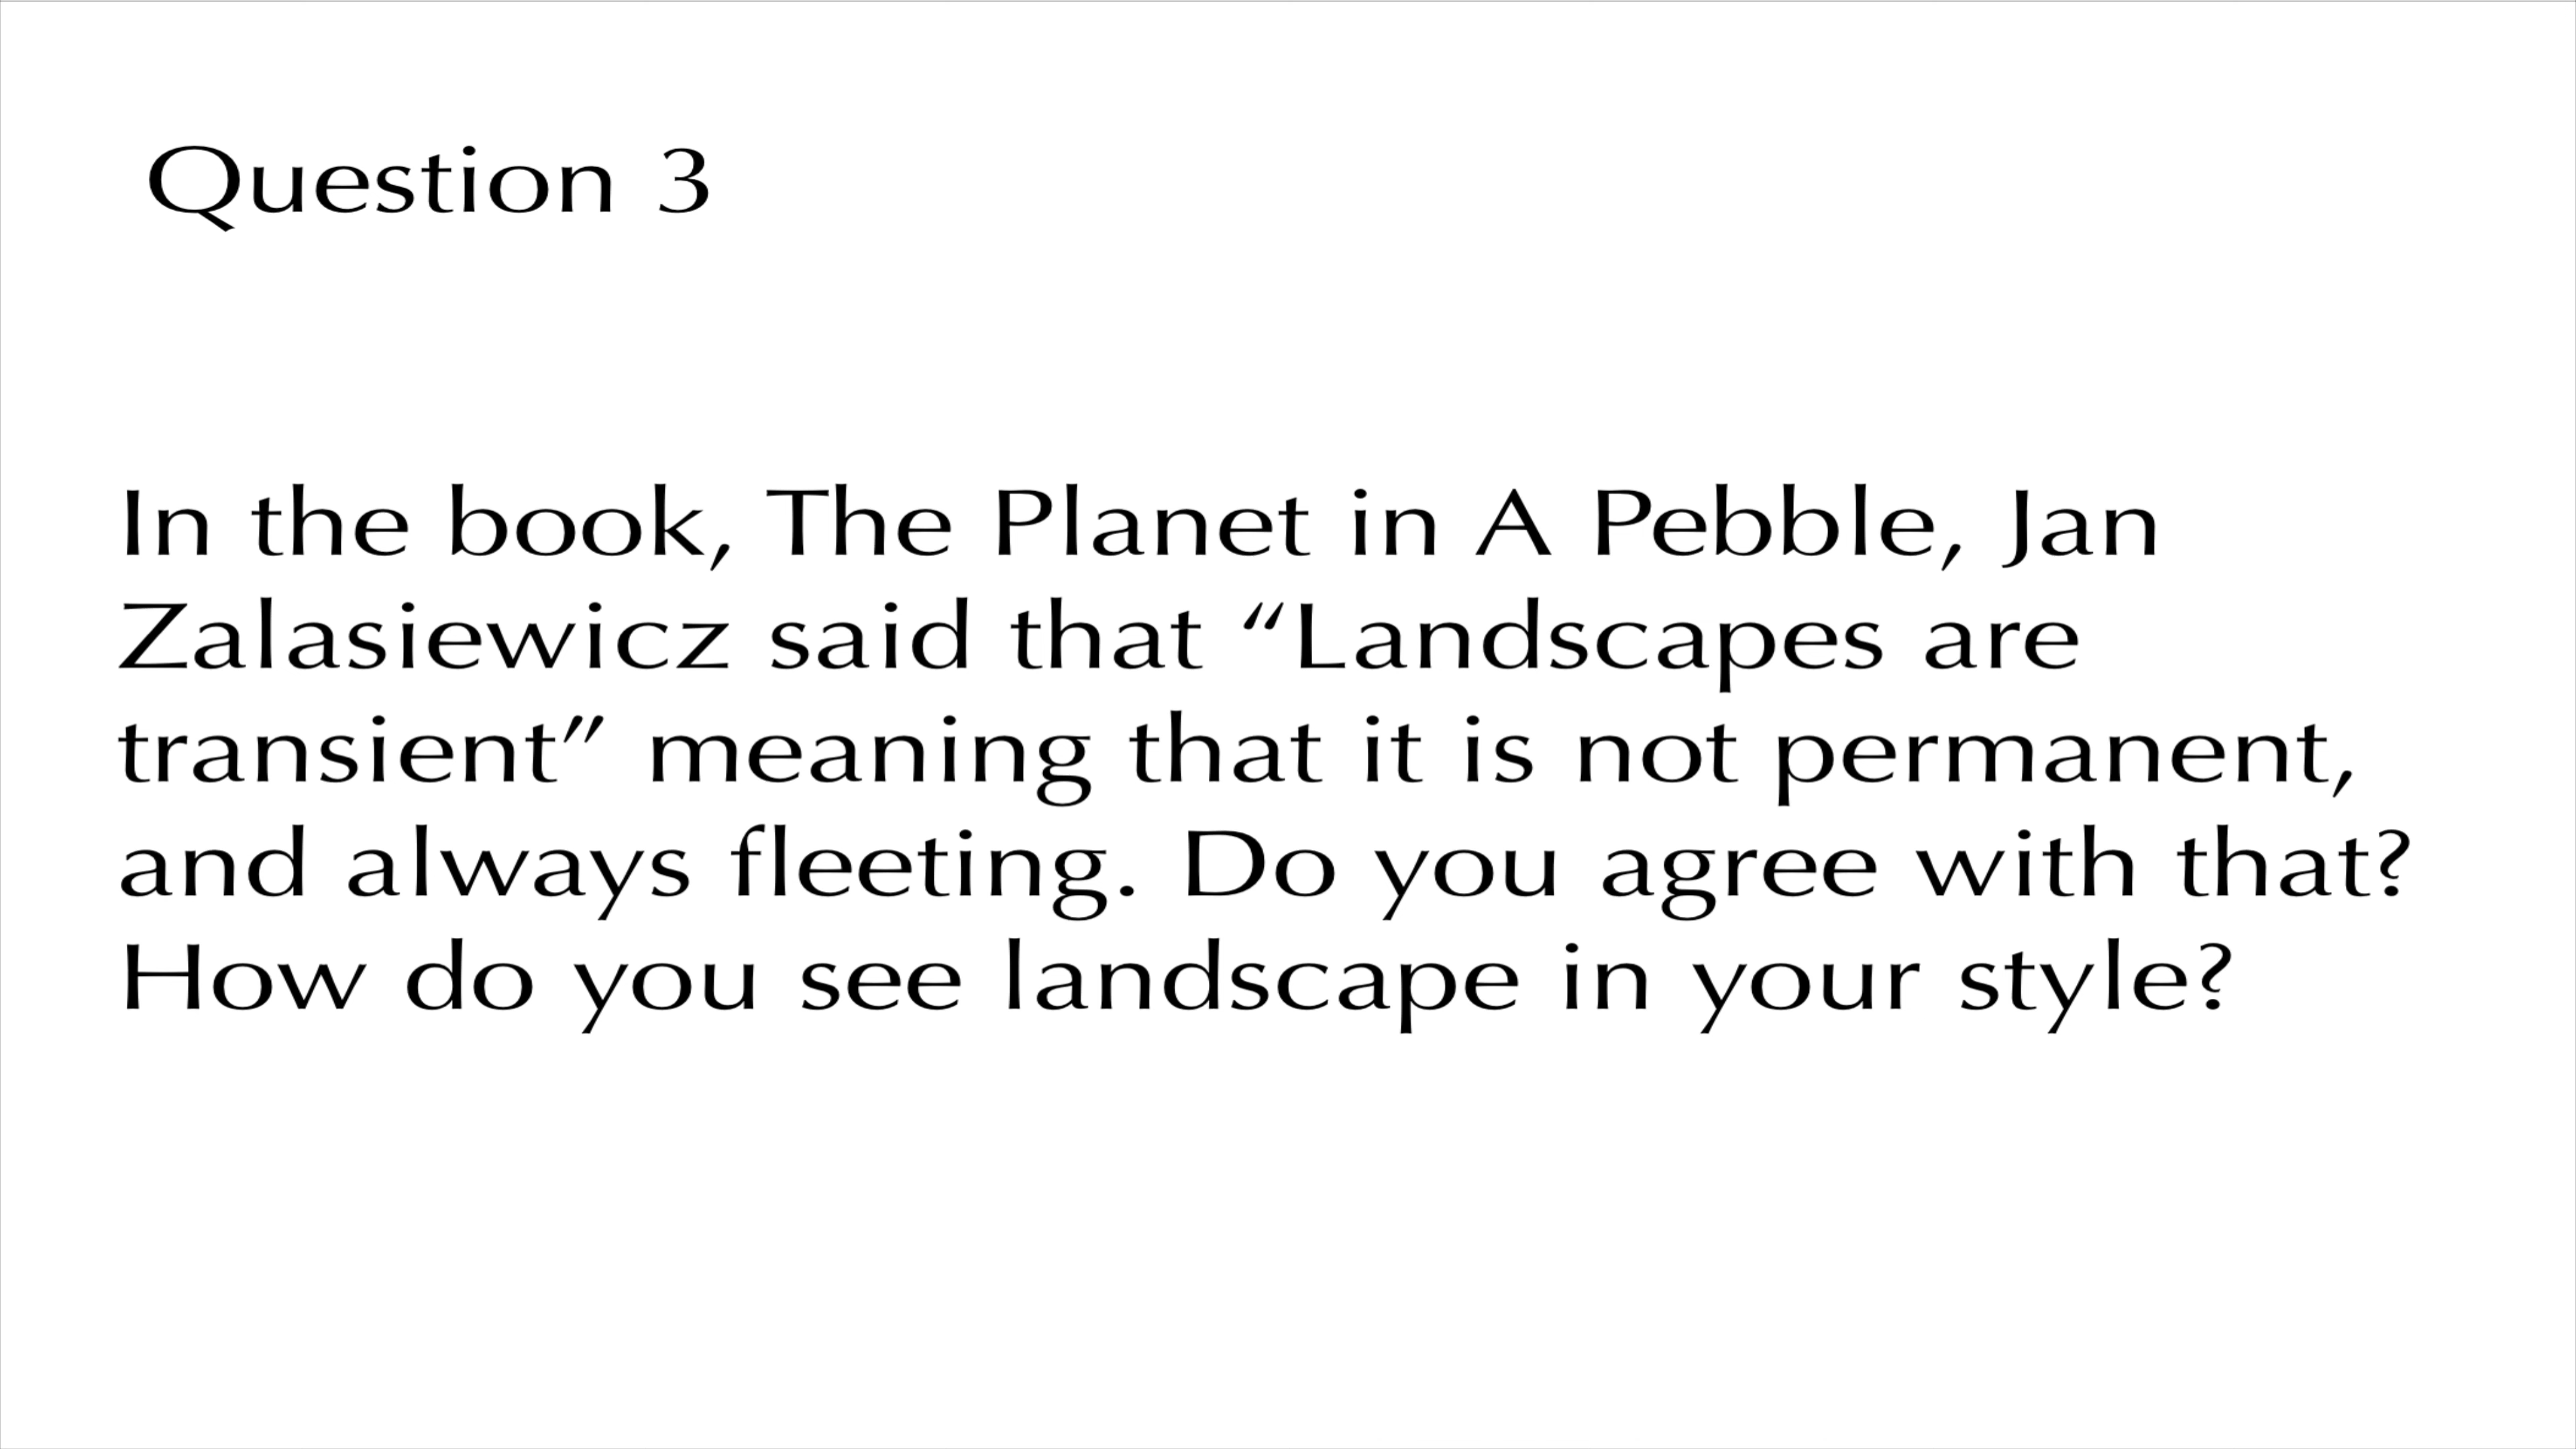 Question 3
In the book, The Planet in A Pebble, Jan
Zalasiewicz said that “Landscapes are
transient” meaning that it is not permanent,
and always fleeting. Do you agree with that?
How do you see landscape in your style?